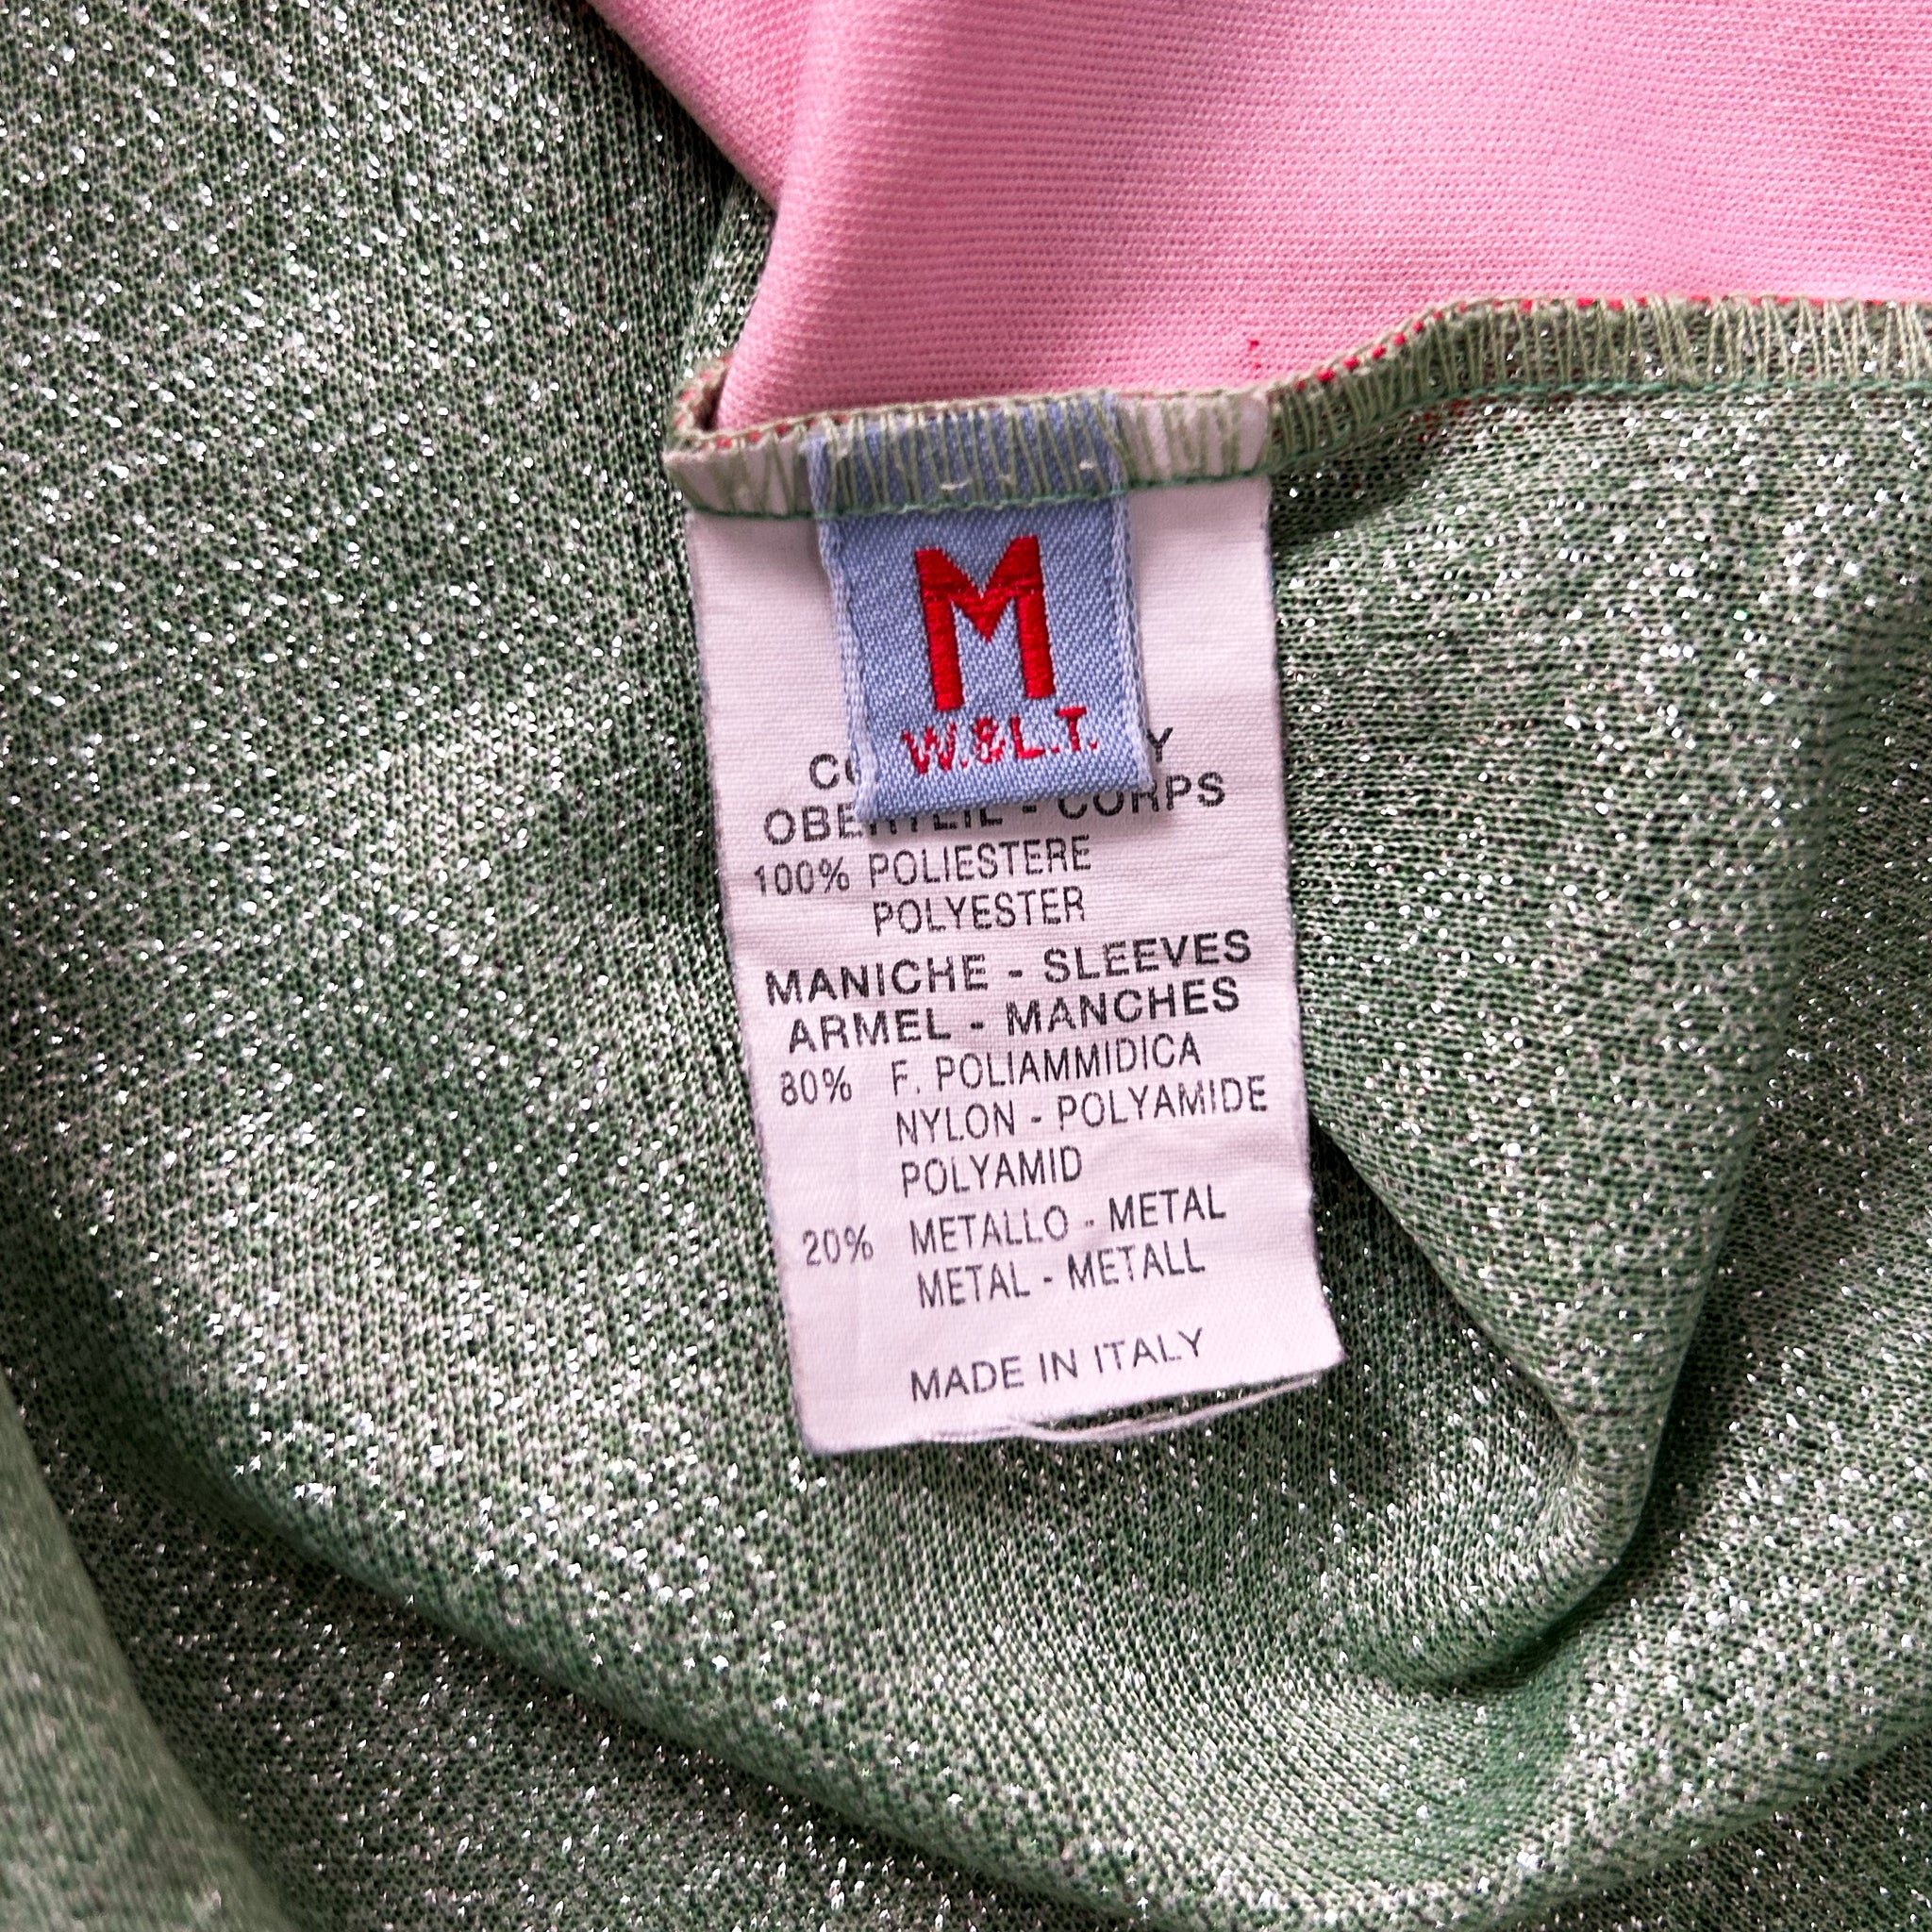 M
W.&L.T.
OBERTEIL - CORPS
100% POLIESTERE
POLYESTER
MANICHE - SLEEVES
ARMEL - MANCHES
80% F. POLIAMMIDICA
NYLON - POLYAMIDE
POLYAMID
20% METALLO - METAL
METAL - METALL
MADE IN ITALY